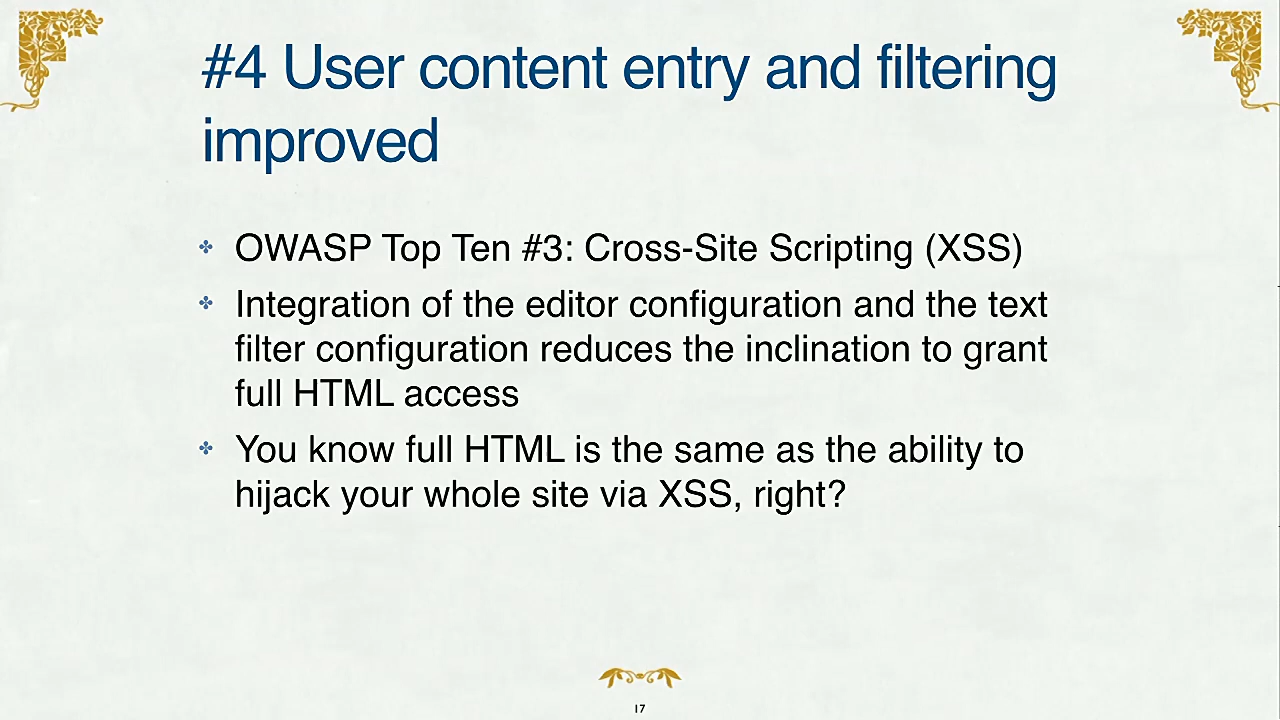 #4 User content entry and filtering
improved
OWASP Top Ten #3: Cross-Site Scripting (XSS)
Integration of the editor configuration and the text
filter configuration reduces the inclination to grant
full HTML access
You know full HTML is the same as the ability to
hijack your whole site via XSS, right?
17